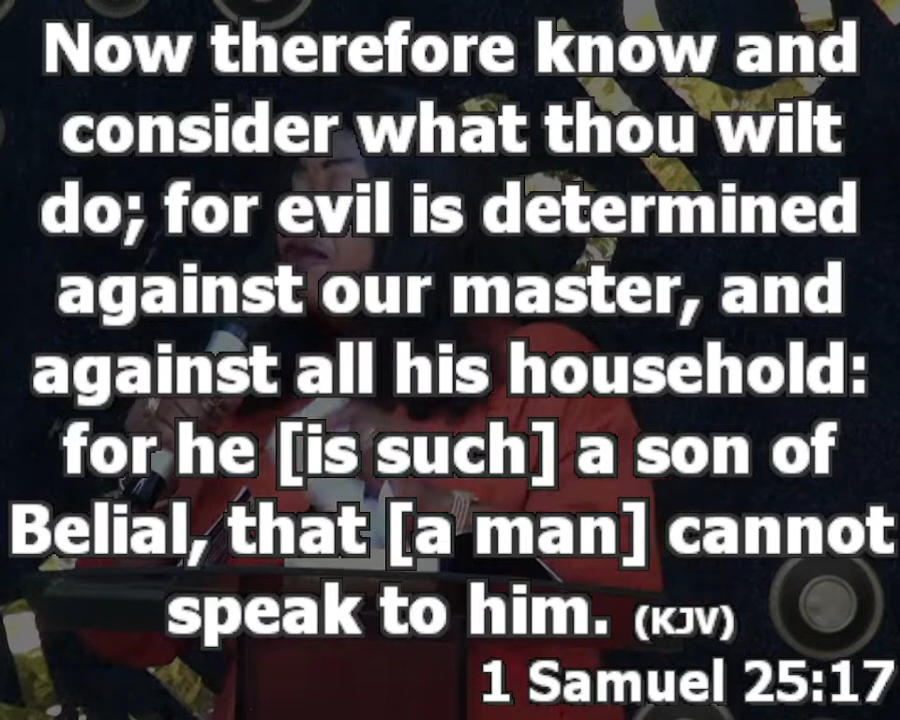 Now therefore know and
consider what thou wilt
do; for evil is determined
against our master, and
against all his household:
for he [is such] a son of
Belial, that [a man] cannot
speak to him. (KJV)
1 Samuel 25:17